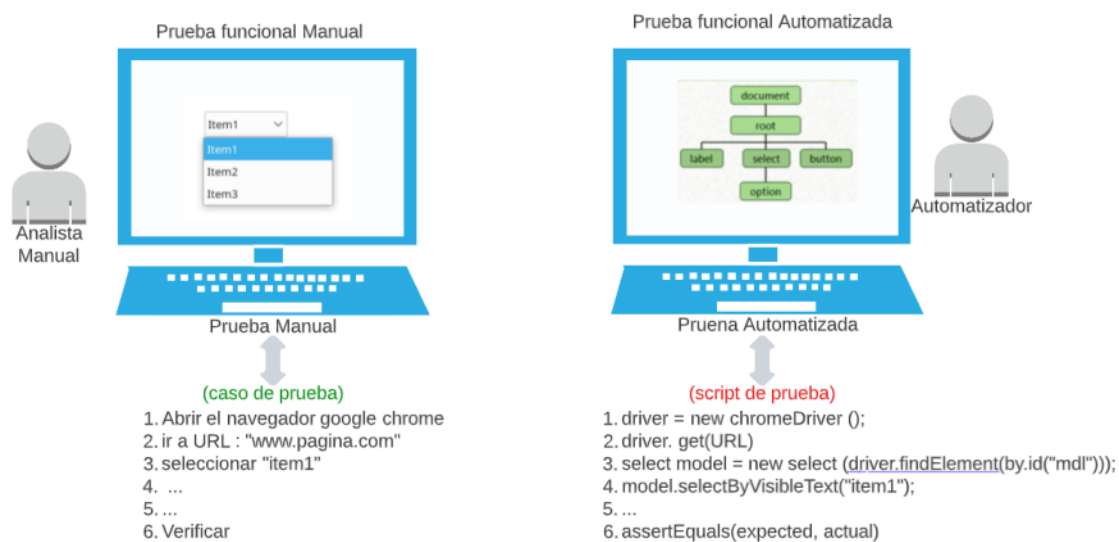 Prueba funcional Manual
Item1
Item1
Item2
Item3
Analista
Manual
Prueba Manual
(caso de prueba)
1. Abrir el navegador google chrome
2. ir a URL : "www.pagina.com"
3. seleccionar "item1"
4. ...
5. ...
6. Verificar
Prueba funcional Automatizada
document
root
label select button
option
Automatizador
Pruena Automatizada
(script de prueba)
1. driver = new chromeDriver ();
2. driver. get(URL)
3. select model = new select (driver.findElement(by.id("mdl")));
4. model.selectByVisibleText("item1");
5. ...
6. assertEquals(expected, actual)